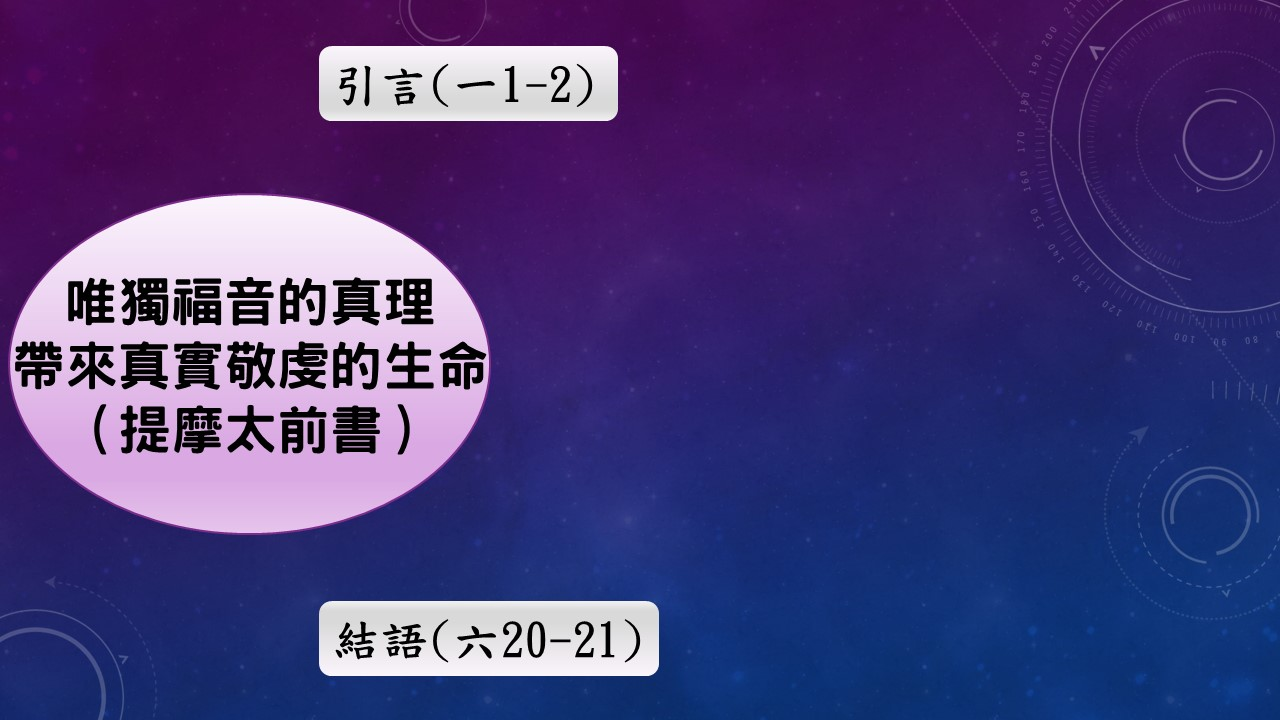 引言(一1-2)
唯獨福音的真理
帶來真實敬虔的生命
(提摩太前書)
結語(六20-21)